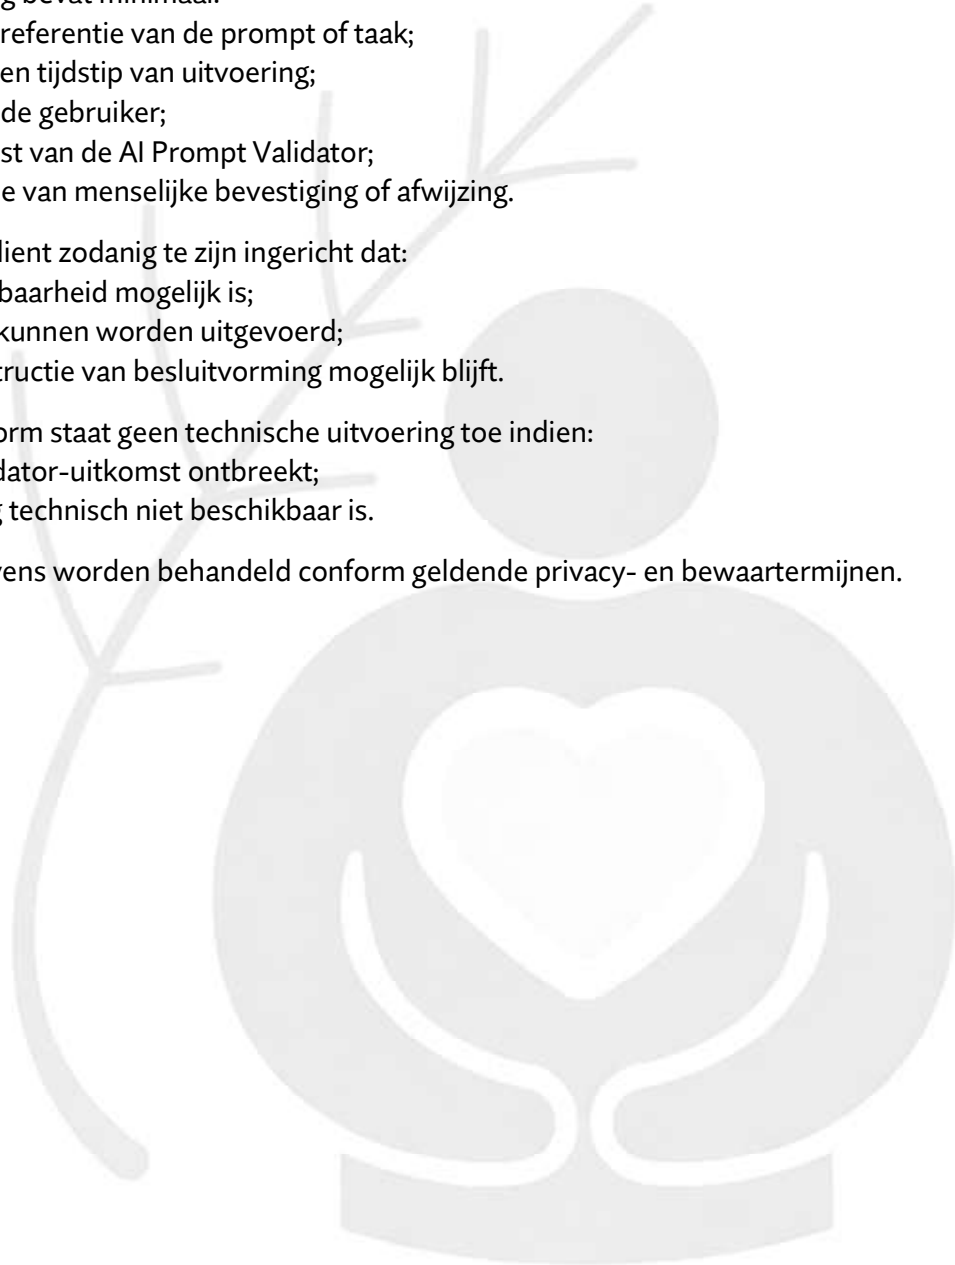 g bevat minimaal:
referentie van de prompt of taak;
en tijdstip van uitvoering;
de gebruiker;
st van de AI Prompt Validator;
e van menselijke bevestiging of afwijzing.
lient zodanig te zijn ingericht dat:
baarheid mogelijk is;
kunnen worden uitgevoerd;
tructie van besluitvorming mogelijk blijft.
orm staat geen technische uitvoering toe indien:
dator-uitkomst ontbreekt;
g technisch niet beschikbaar is.
vens worden behandeld conform geldende privacy- en bewaartermijnen.